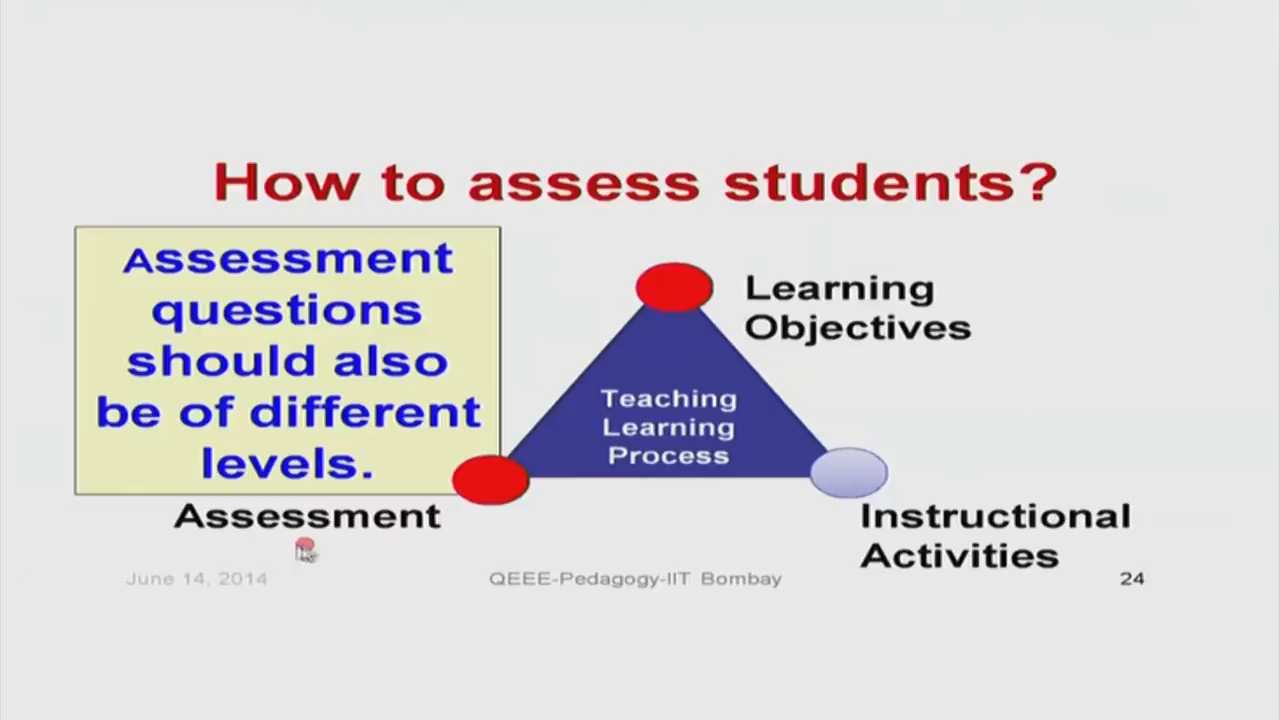 How to assess students?
Assessment
questions
should also
be of different
levels.
Learning
Objectives
Teaching
Learning
Process
Assessment
Instructional
Activities
June 14, 2014
QEEE-Pedagogy-IIT Bombay
24